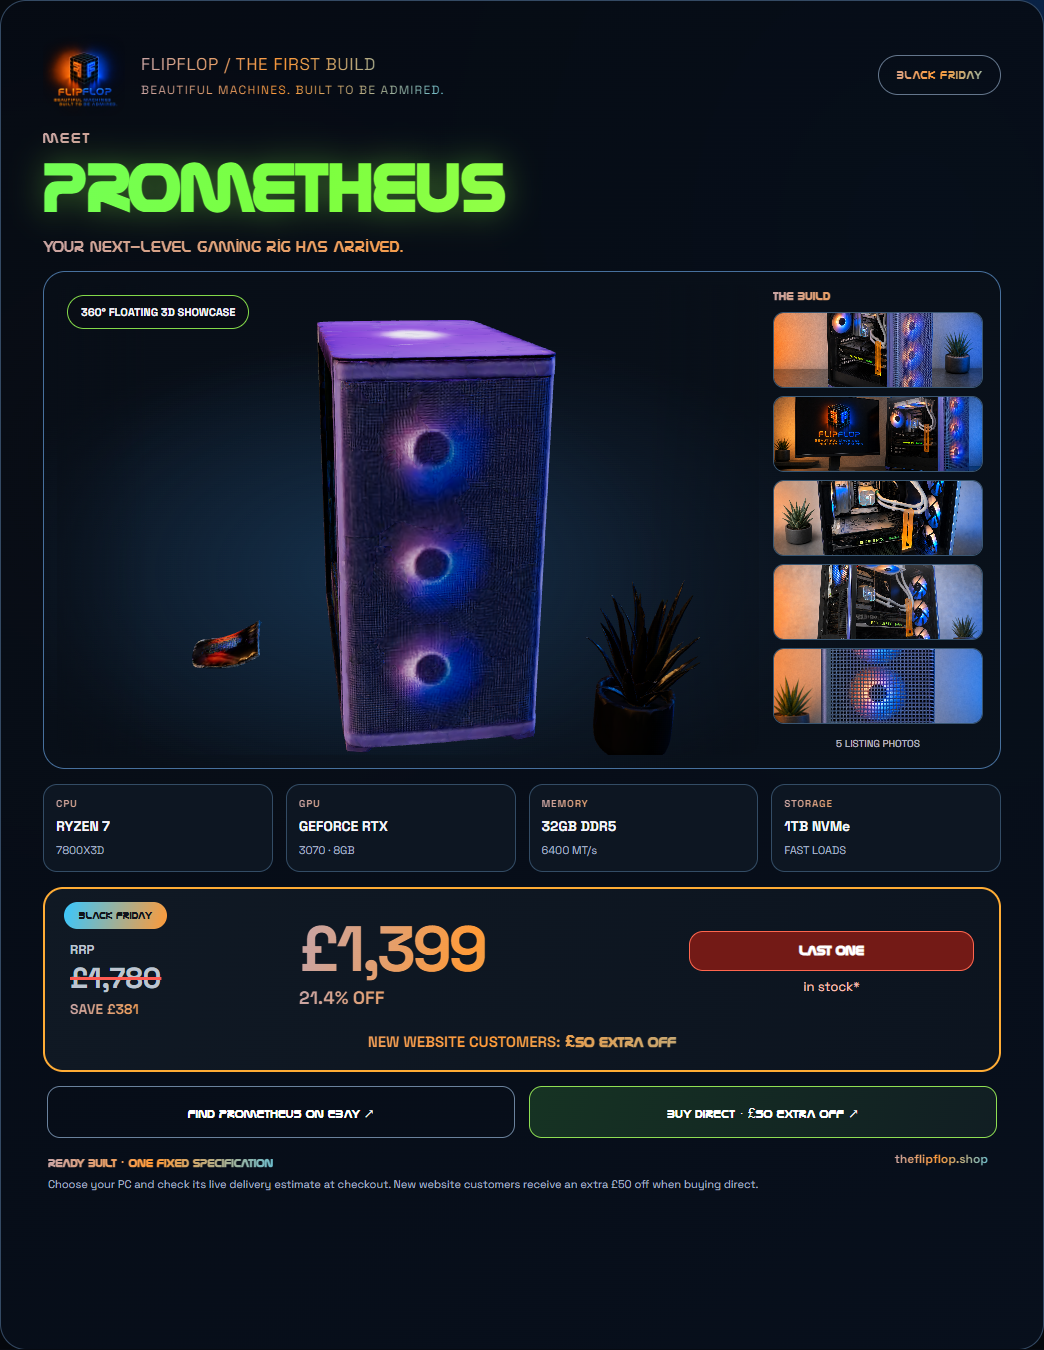 FLIPFLOP
FLIPFLOP / THE FIRST BUILD
BEAUTIFUL MACHINES. BUILT TO BE ADMIRED.
BLACK FRIDAY
MEET
PROMETHEUS
YOUR NEXT-LEVEL GAMING RIG HAS ARRIVED.
360° FLOATING 3D SHOWCASE
THE BUILD
FLIPFLOP
5 LISTING PHOTOS
CPU
RYZEN 7
7800X3D
GPU
GEFORCE RTX
3070 · 8GB
MEMORY
32GB DDR5
6400 MT/s
STORAGE
1TB NVMe
FAST LOADS
BLACK FRIDAY
RRP
£1,780
SAVE £381
£1,399
21.4% OFF
LAST ONE
in stock*
NEW WEBSITE CUSTOMERS: £50 EXTRA OFF
FIND PROMETHEUS ON EBAY ↗
BUY DIRECT · £50 EXTRA OFF ↗
READY BUILT · ONE FIXED SPECIFICATION
theflipflop.shop
Choose your PC and check its live delivery estimate at checkout. New website customers receive an extra £50 off when buying direct.